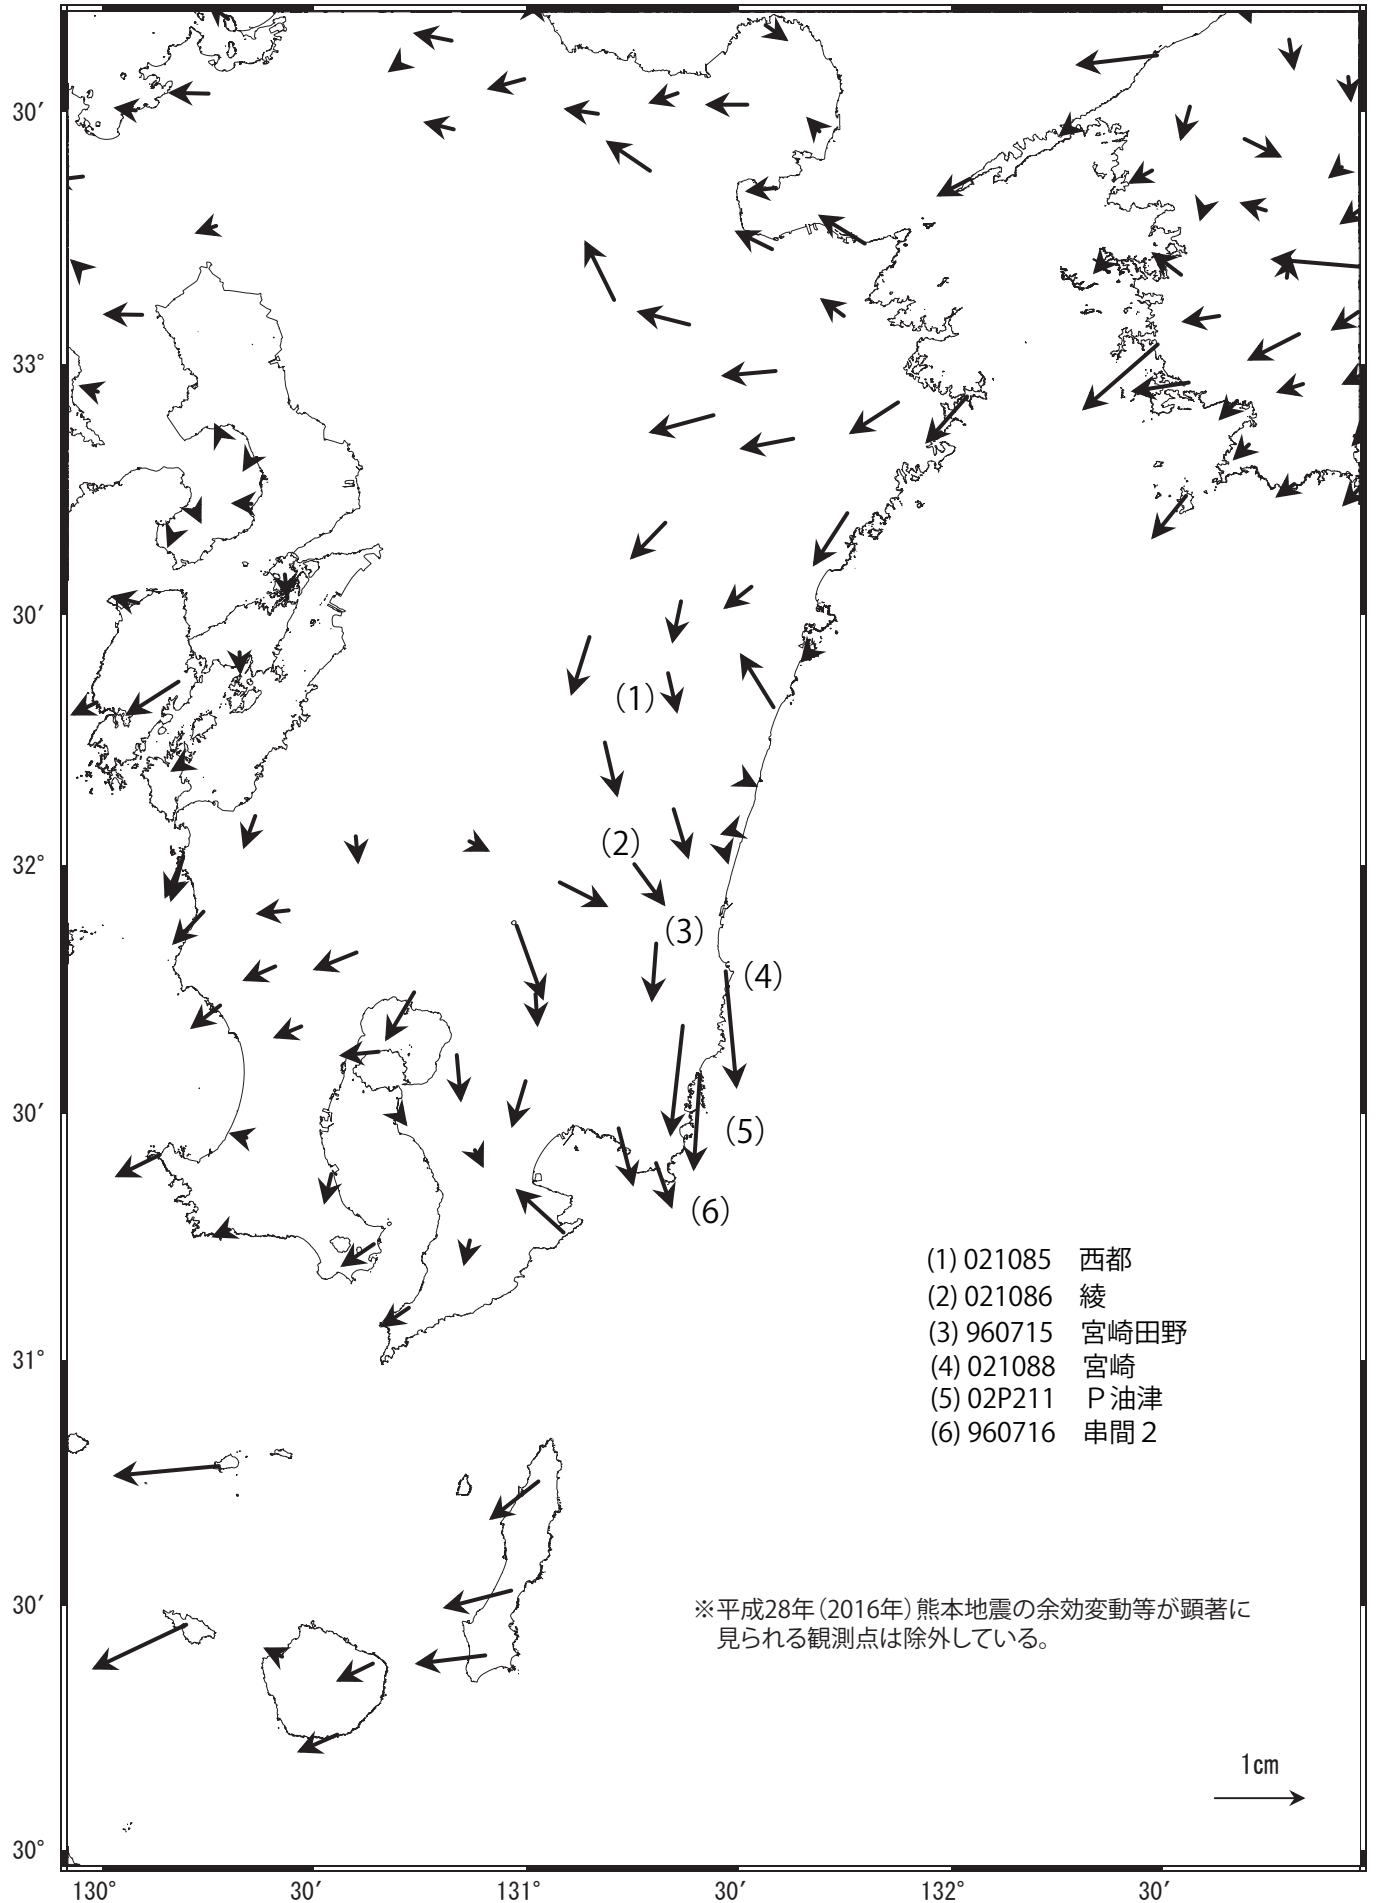 30′
33°
30′
(1)
(2)
32°
(3)
(4)
30′
(5)
(6)
(1) 021085 西都
(2) 021086 綾
(3) 960715 宮崎田野
(4) 021088 宮崎
(5) 02P211 Ｐ油津
(6) 960716 串間２
31°
30′
※平成28年（2016年）熊本地震の余効変動等が顕著に
見られる観測点は除外している。
1cm
30°
130° 30′ 131° 30′ 132° 30′